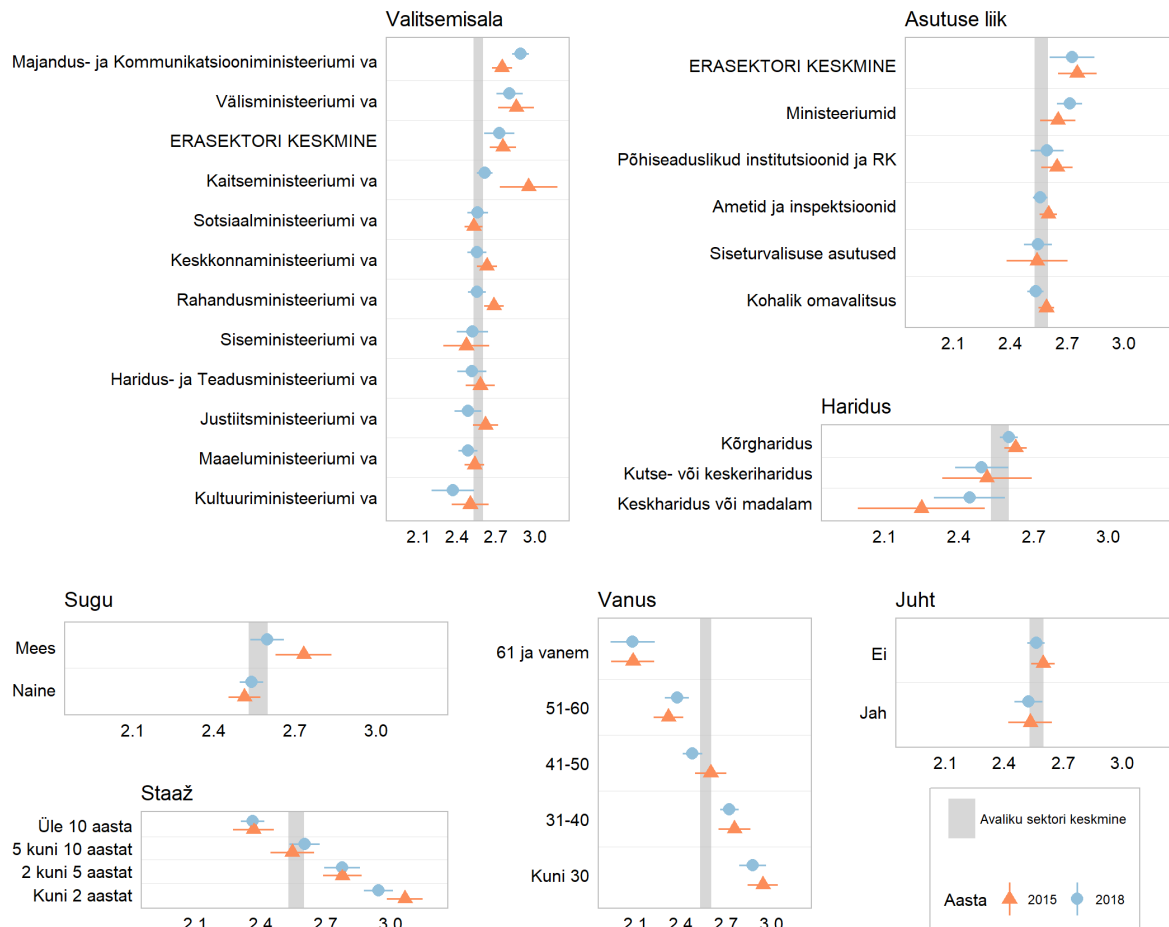 Valitsemisala
Majandus- ja Kommunikatsiooniministeeriumi va
Välisministeeriumi va
ERASEKTORI KESKMINE
Kaitseministeeriumi va
Sotsiaalministeeriumi va
Keskkonnaministeeriumi va
Rahandusministeeriumi va
Siseministeeriumi va
Haridus- ja Teadusministeeriumi va
Justiitsministeeriumi va
Maaeluministeeriumi va
Kultuuriministeeriumi va
2.1 2.4 2.7 3.0
Asutuse liik
ERASEKTORI KESKMINE
Ministeeriumid
Põhiseaduslikud institutsioonid ja RK
Ametid ja inspektsioonid
Siseturvalisuse asutused
Kohalik omavalitsus
2.1 2.4 2.7 3.0
Haridus
Kõrgharidus
Kutse- või keskeriharidus
Keskharidus või madalam
2.1 2.4 2.7 3.0
Sugu
Mees
Naine
2.1 2.4 2.7 3.0
Staaž
Üle 10 aasta
5 kuni 10 aastat
2 kuni 5 aastat
Kuni 2 aastat
2.1 2.4 2.7 3.0
Vanus
61 ja vanem
51-60
41-50
31-40
Kuni 30
2.1 2.4 2.7 3.0
Juht
Ei
Jah
2.1 2.4 2.7 3.0
Avaliku sektori keskmine
Aasta 2015 2018